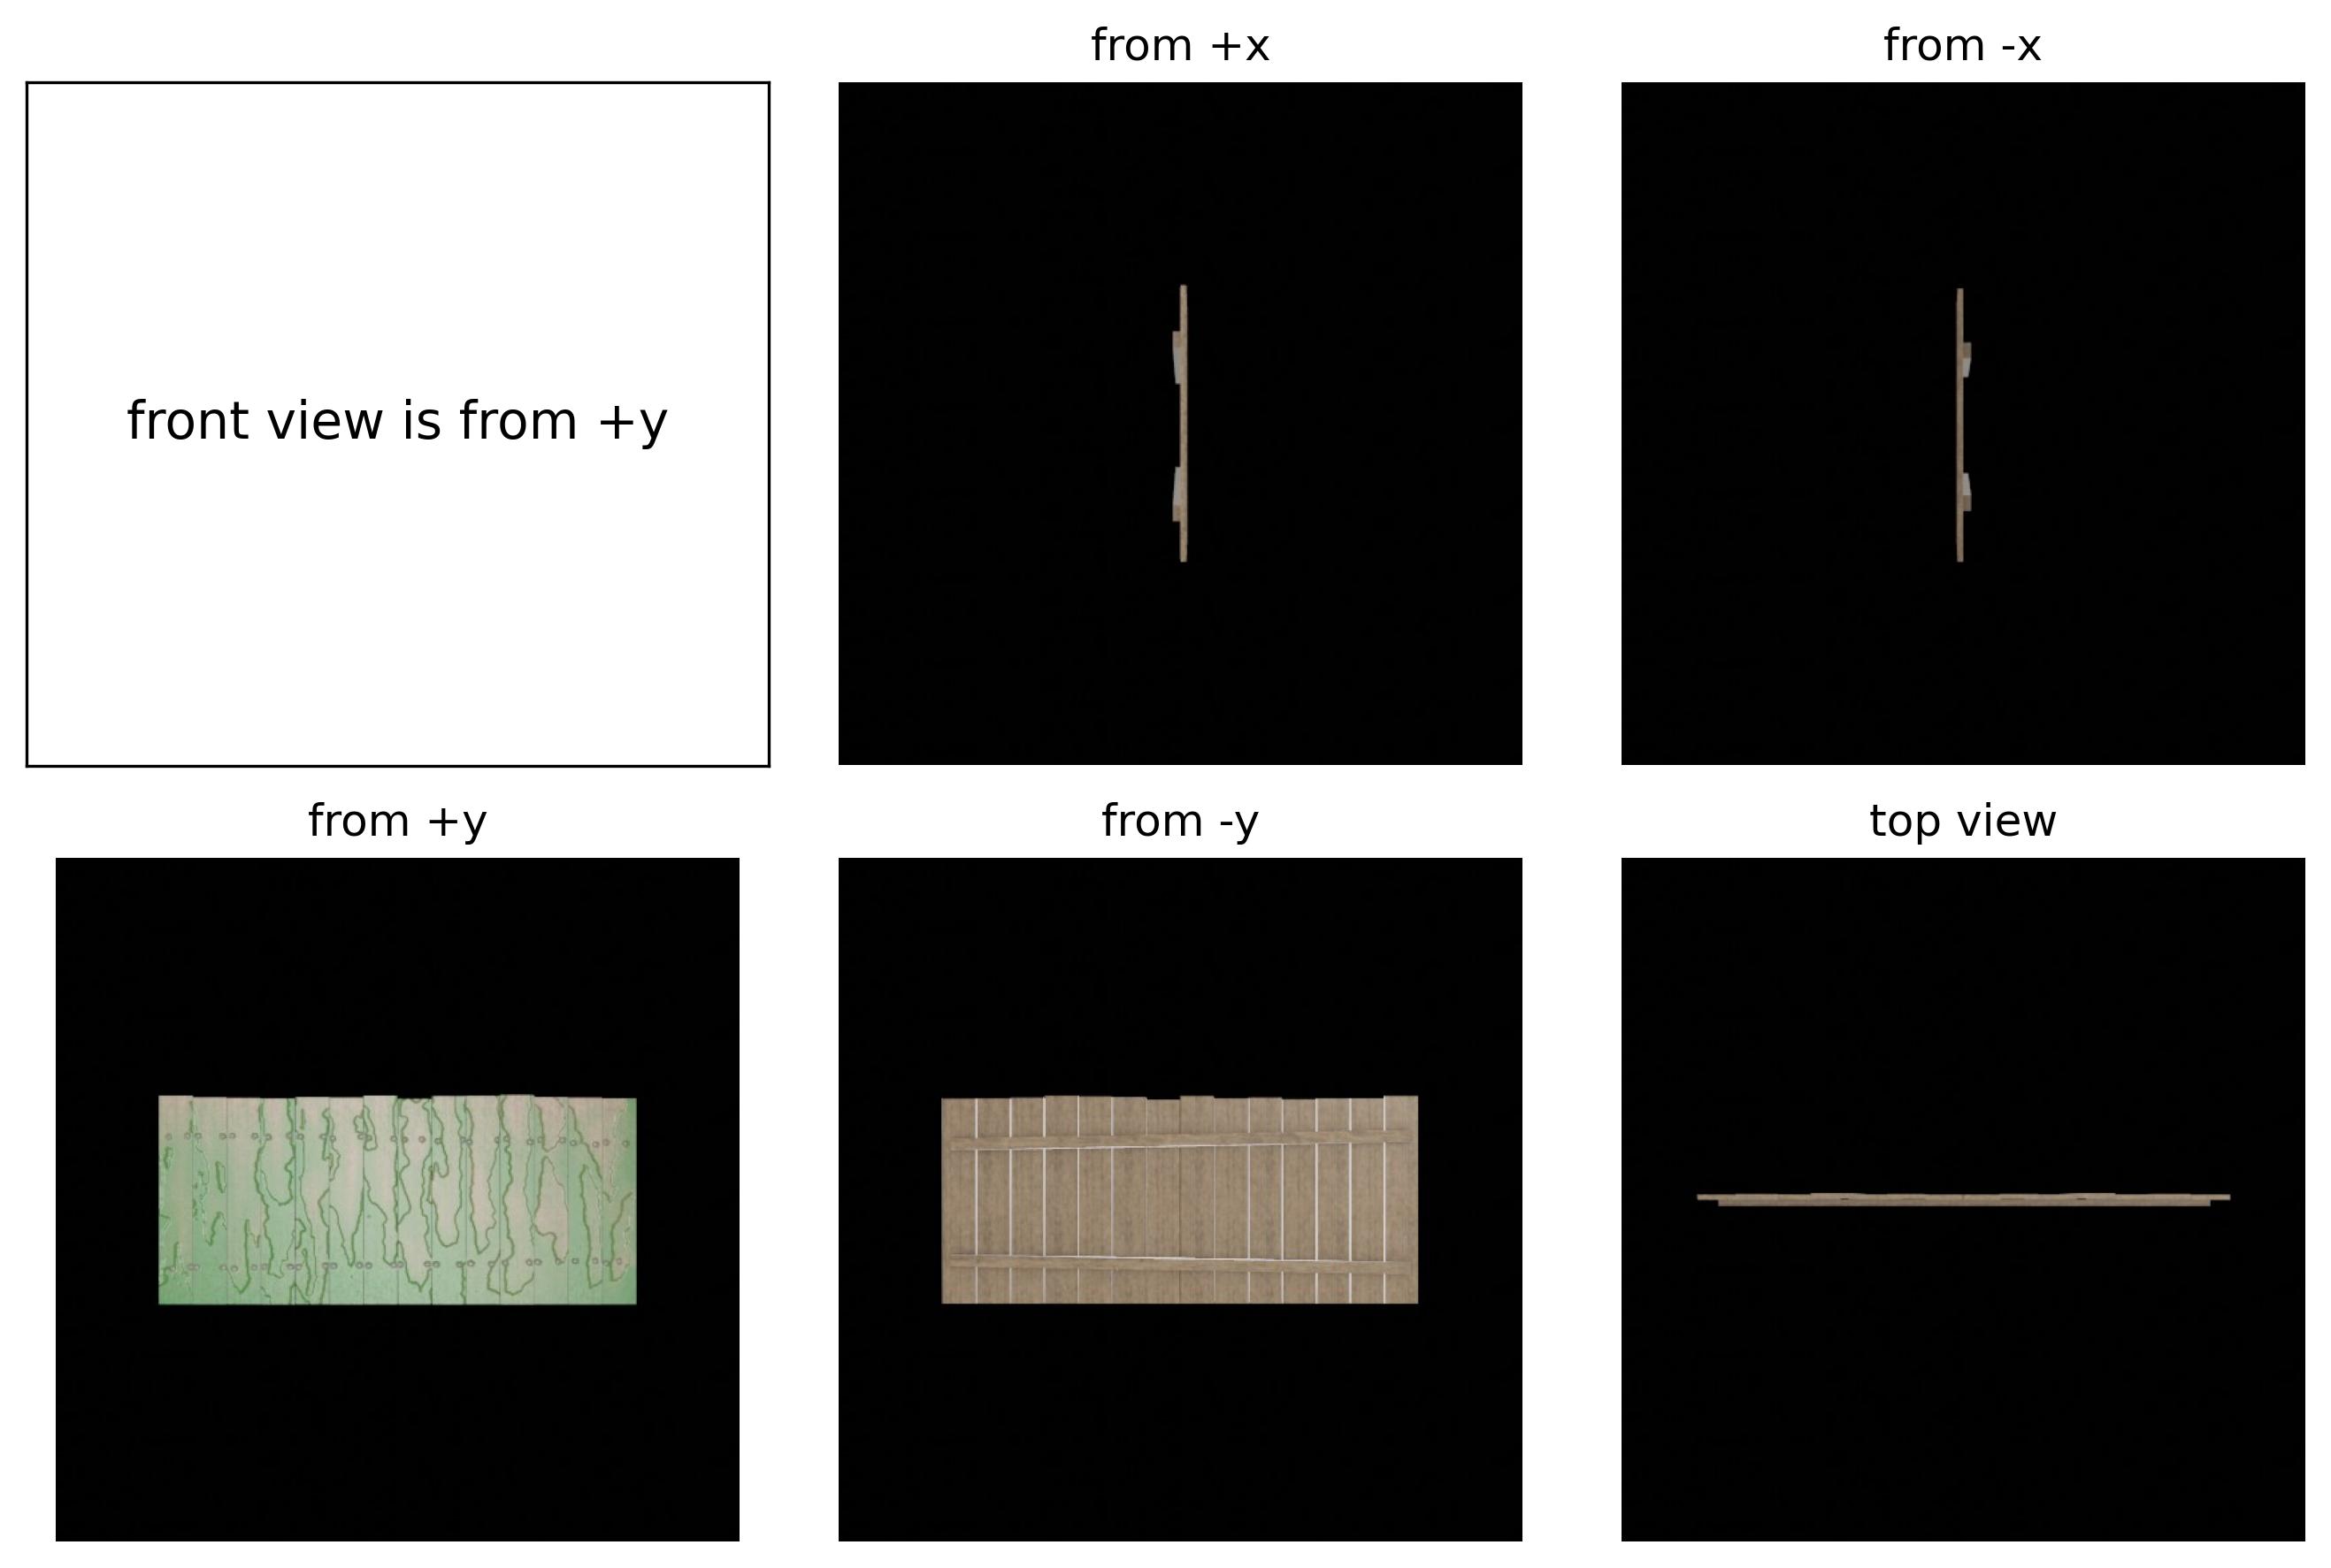 from +x
from -x
front view is from +y
from +y
from -y
top view